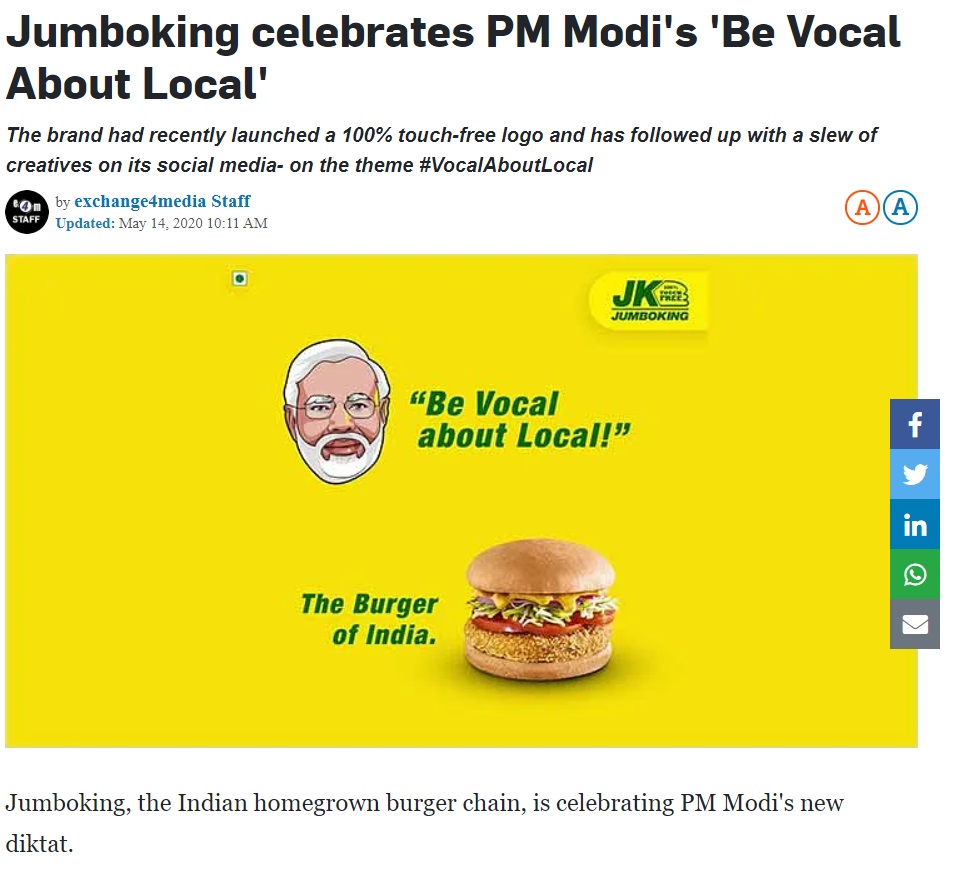 Jumboking celebrates PM Modi's 'Be Vocal
About Local'
The brand had recently launched a 100% touch-free logo and has followed up with a slew of
creatives on its social media- on the theme #VocalAboutLocal
e4m
STAFF
by exchange4media Staff
Updated: May 14, 2020 10:11 AM
A A
JK 100%
TOUCH
FREE
JUMBOKING
“Be Vocal
about Local!”
The Burger
of India.
f
in
Jumboking, the Indian homegrown burger chain, is celebrating PM Modi's new
diktat.